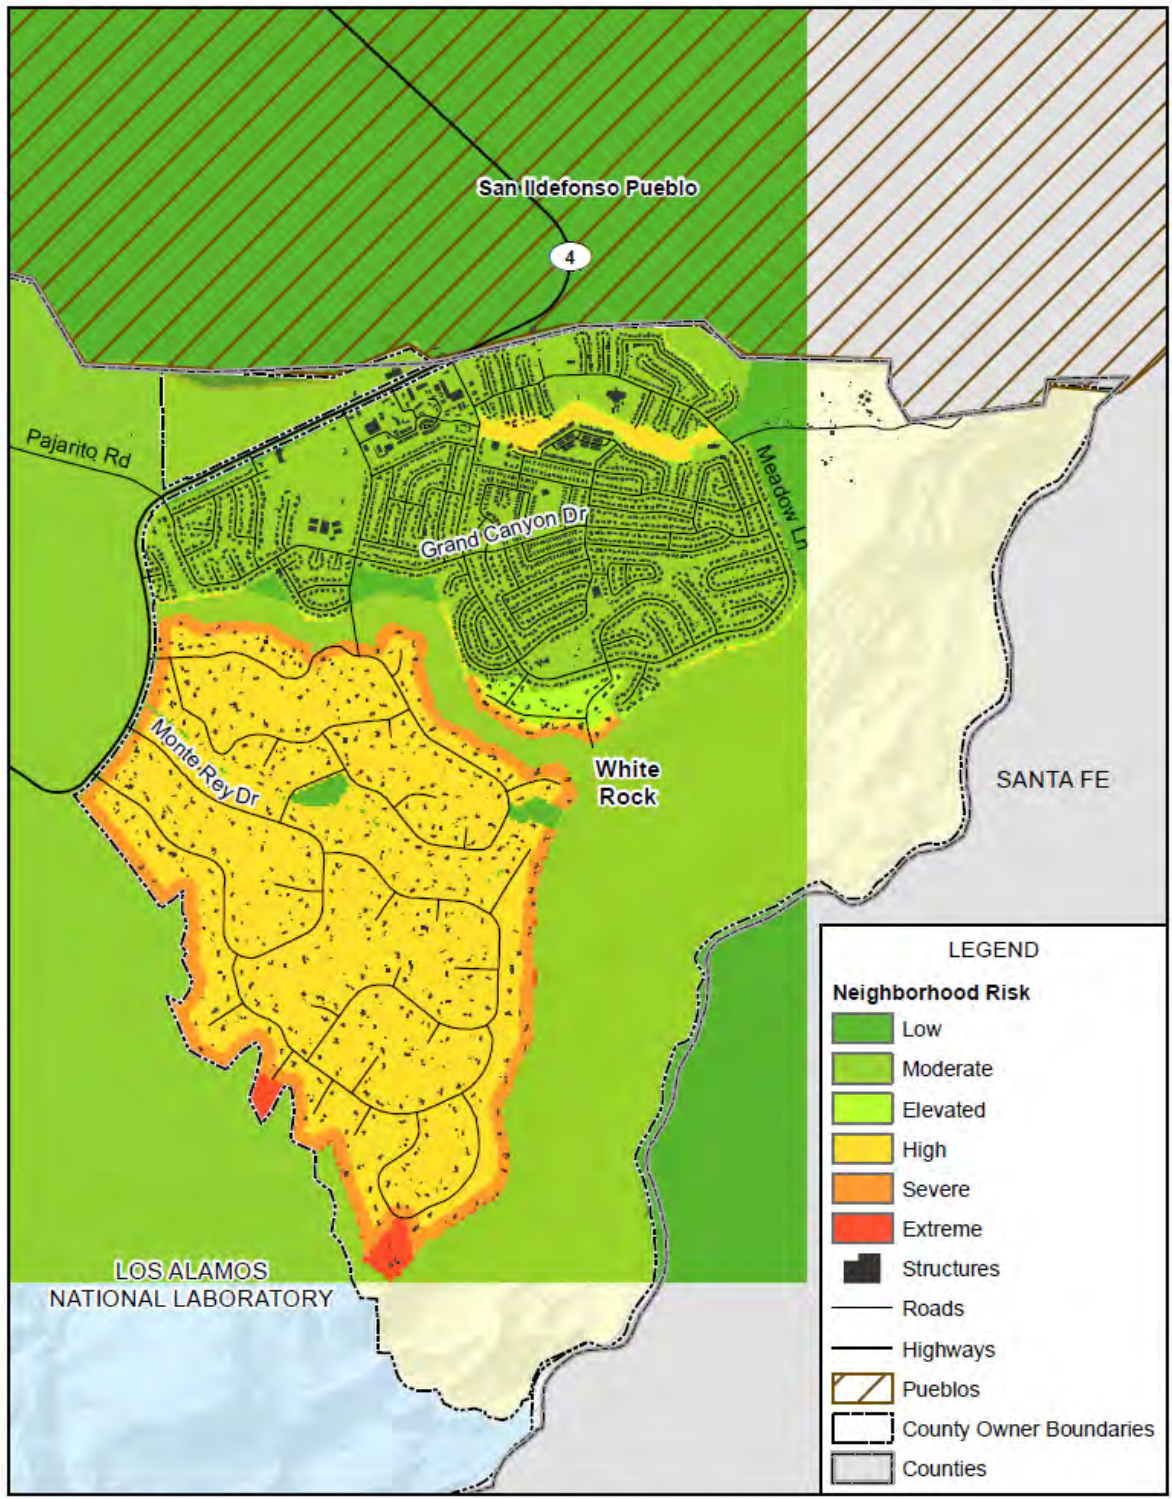 San Ildefonso Pueblo
4
Pajarito Rd
Meadow Ln
Grand Canyon Dr
Monte Rey Dr
White
Rock
SANTA FE
LOS ALAMOS
NATIONAL LABORATORY
LEGEND
Neighborhood Risk
Low
Moderate
Elevated
High
Severe
Extreme
Structures
Roads
Highways
Pueblos
County Owner Boundaries
Counties